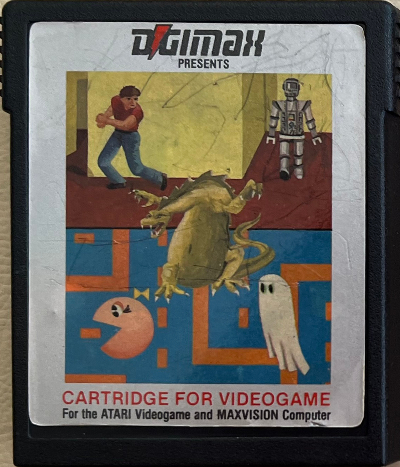 DIGIMAX
PRESENTS
CARTRIDGE FOR VIDEOGAME
For the ATARI Videogame and MAXVISION Computer